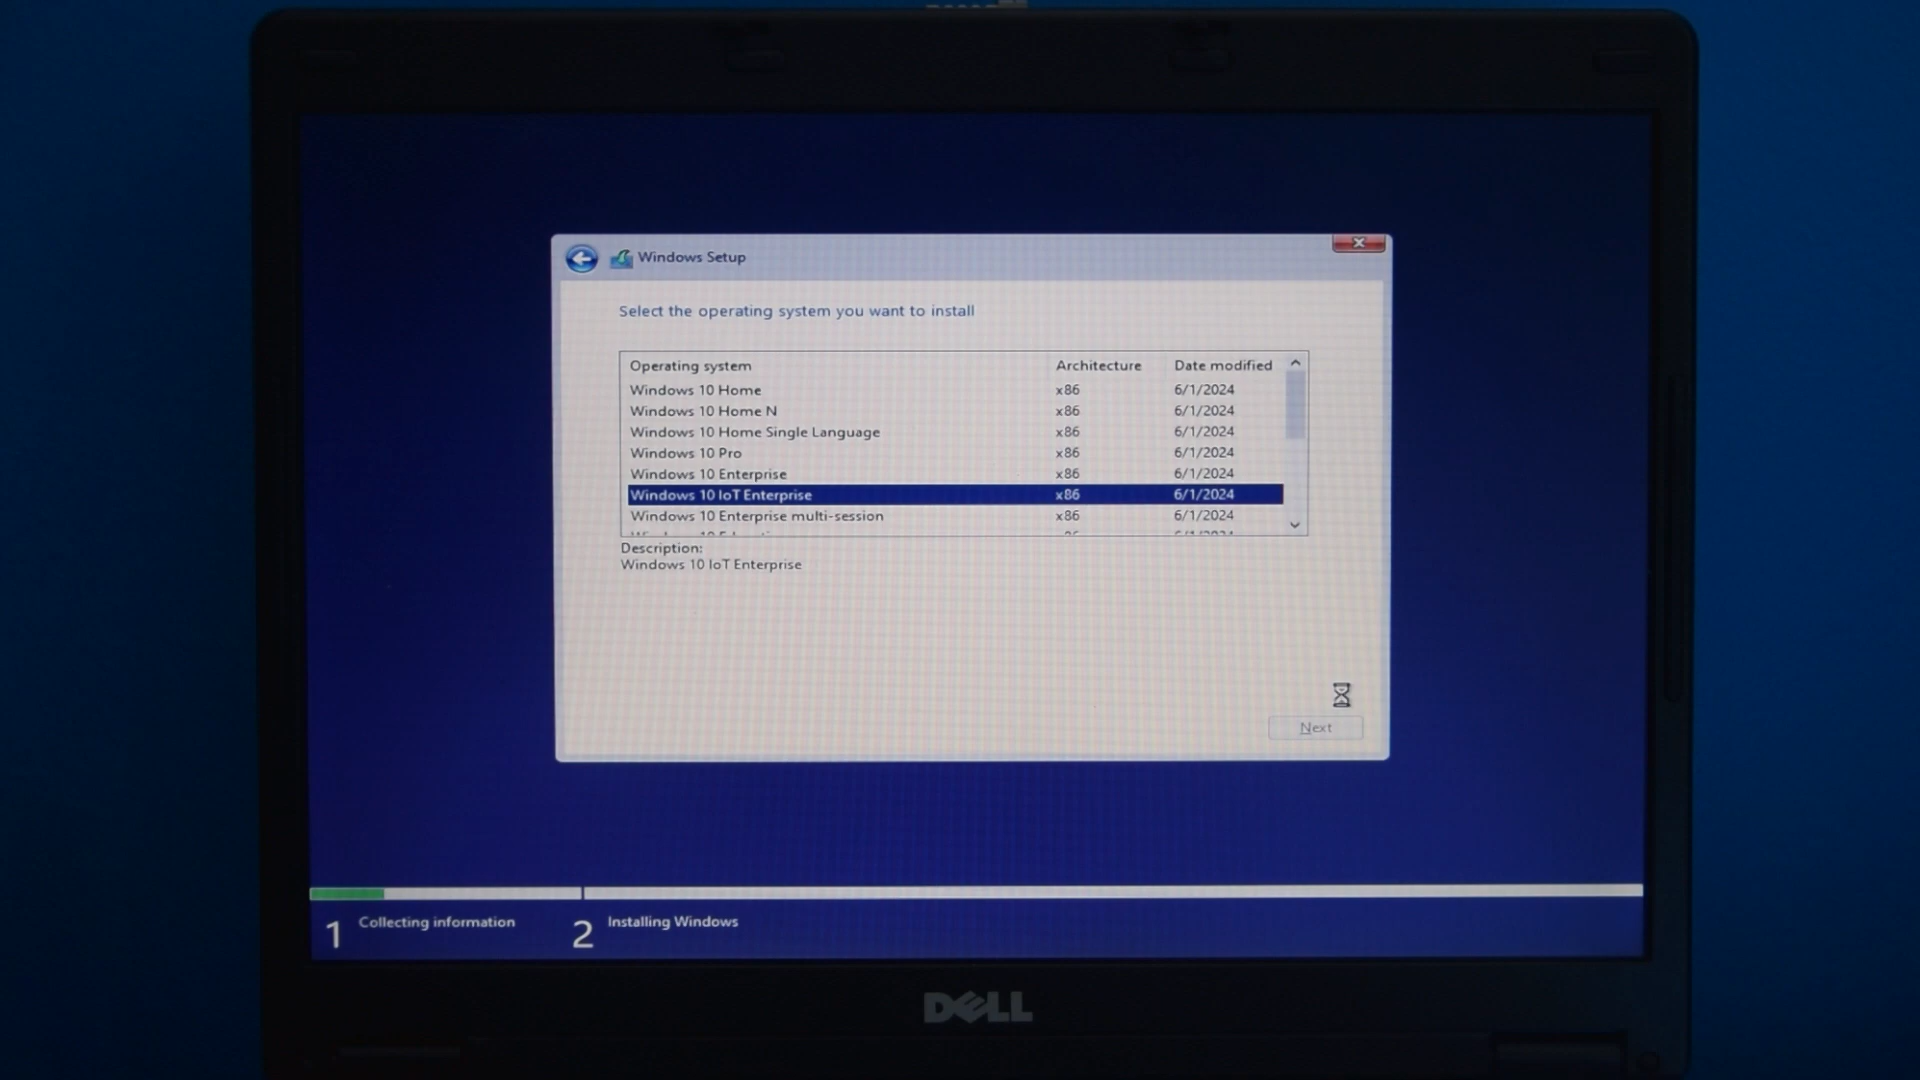 Windows Setup
Select the operating system you want to install
Operating system Architecture Date modified
Windows 10 Home x86 6/1/2024
Windows 10 Home N x86 6/1/2024
Windows 10 Home Single Language x86 6/1/2024
Windows 10 Pro x86 6/1/2024
Windows 10 Enterprise x86 6/1/2024
Windows 10 IoT Enterprise x86 6/1/2024
Windows 10 Enterprise multi-session x86 6/1/2024
Description:
Windows 10 IoT Enterprise
Next
1 Collecting information 2 Installing Windows
DELL